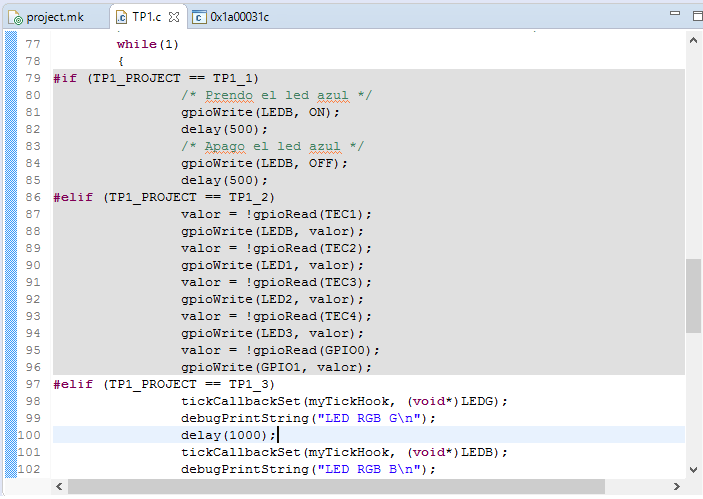 project.mk TP1.c 0x1a00031c
77 while(1)
78 {
79 #if (TP1_PROJECT == TP1_1)
80 /* Prendo el led azul */
81 gpioWrite(LEDB, ON);
82 delay(500);
83 /* Apago el led azul */
84 gpioWrite(LEDB, OFF);
85 delay(500);
86 #elif (TP1_PROJECT == TP1_2)
87 valor = !gpioRead(TEC1);
88 gpioWrite(LEDB, valor);
89 valor = !gpioRead(TEC2);
90 gpioWrite(LED1, valor);
91 valor = !gpioRead(TEC3);
92 gpioWrite(LED2, valor);
93 valor = !gpioRead(TEC4);
94 gpioWrite(LED3, valor);
95 valor = !gpioRead(GPIO0);
96 gpioWrite(GPIO1, valor);
97 #elif (TP1_PROJECT == TP1_3)
98 tickCallbackSet(myTickHook, (void*)LEDG);
99 debugPrintString("LED RGB G\n");
100 delay(1000);
101 tickCallbackSet(myTickHook, (void*)LEDB);
102 debugPrintString("LED RGB B\n");